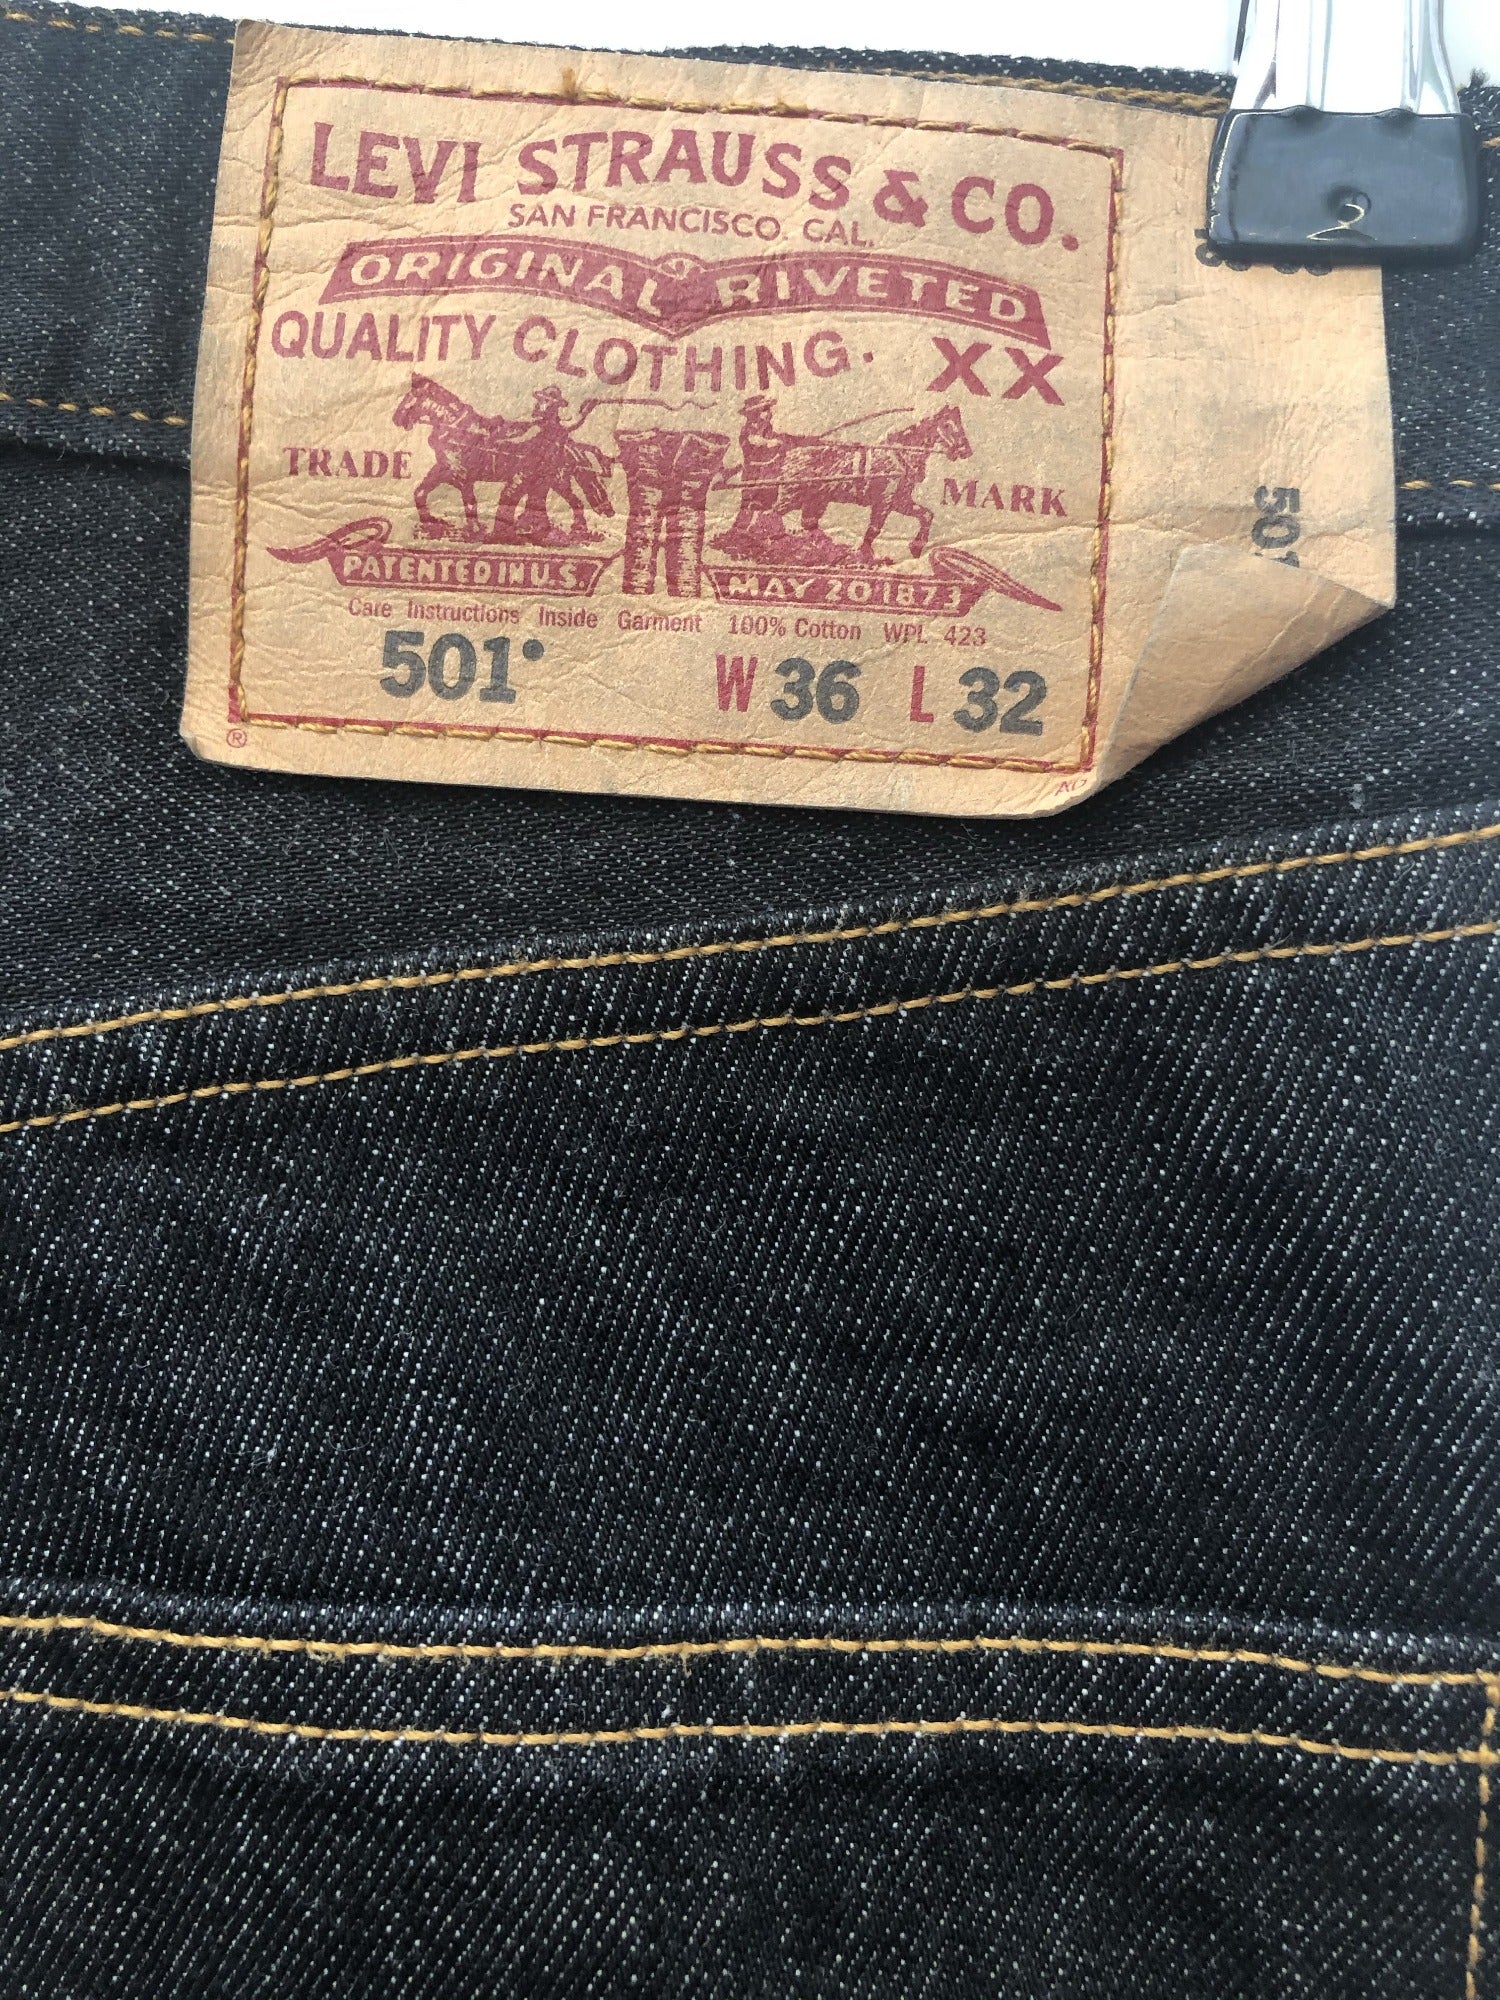 LEVI STRAUSS & CO.
SAN FRANCISCO, CAL.
ORIGINAL RIVETED
QUALITY CLOTHING. XX
TRADE MARK
PATENTED IN U.S. MAY 20 1873
Care Instructions Inside Garment 100% Cotton WPL 423
501® W 36 L 32
®
501